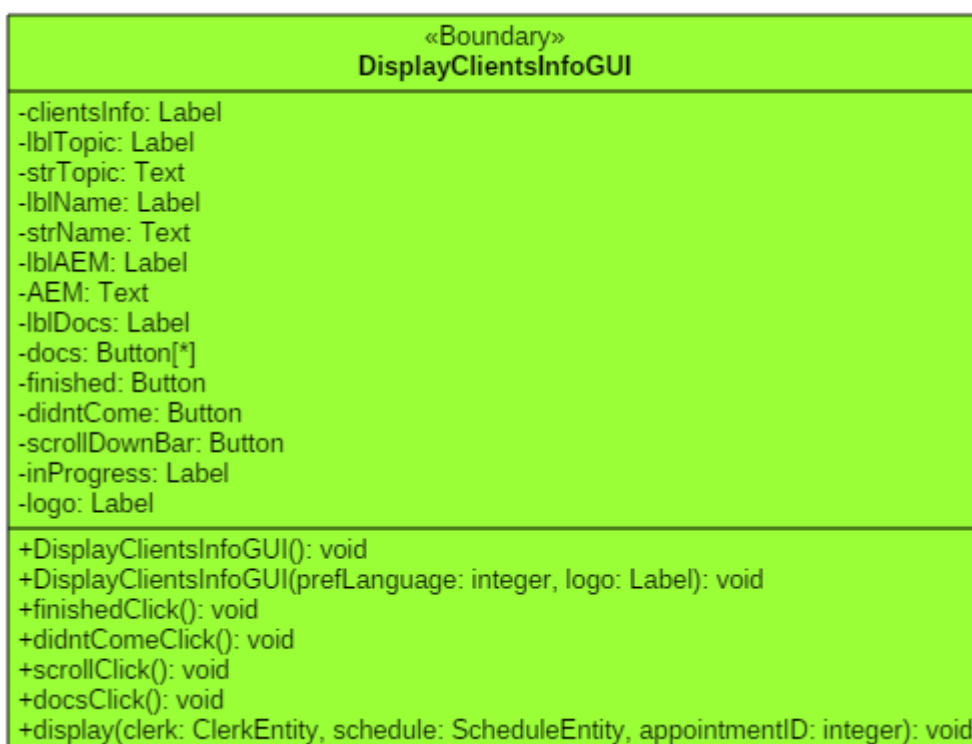 «Boundary»
DisplayClientsInfoGUI
-clientsInfo: Label
-lblTopic: Label
-strTopic: Text
-lblName: Label
-strName: Text
-lblAEM: Label
-AEM: Text
-lblDocs: Label
-docs: Button[*]
-finished: Button
-didntCome: Button
-scrollDownBar: Button
-inProgress: Label
-logo: Label
+DisplayClientsInfoGUI(): void
+DisplayClientsInfoGUI(prefLanguage: integer, logo: Label): void
+finishedClick(): void
+didntComeClick(): void
+scrollClick(): void
+docsClick(): void
+display(clerk: ClerkEntity, schedule: ScheduleEntity, appointmentID: integer): void